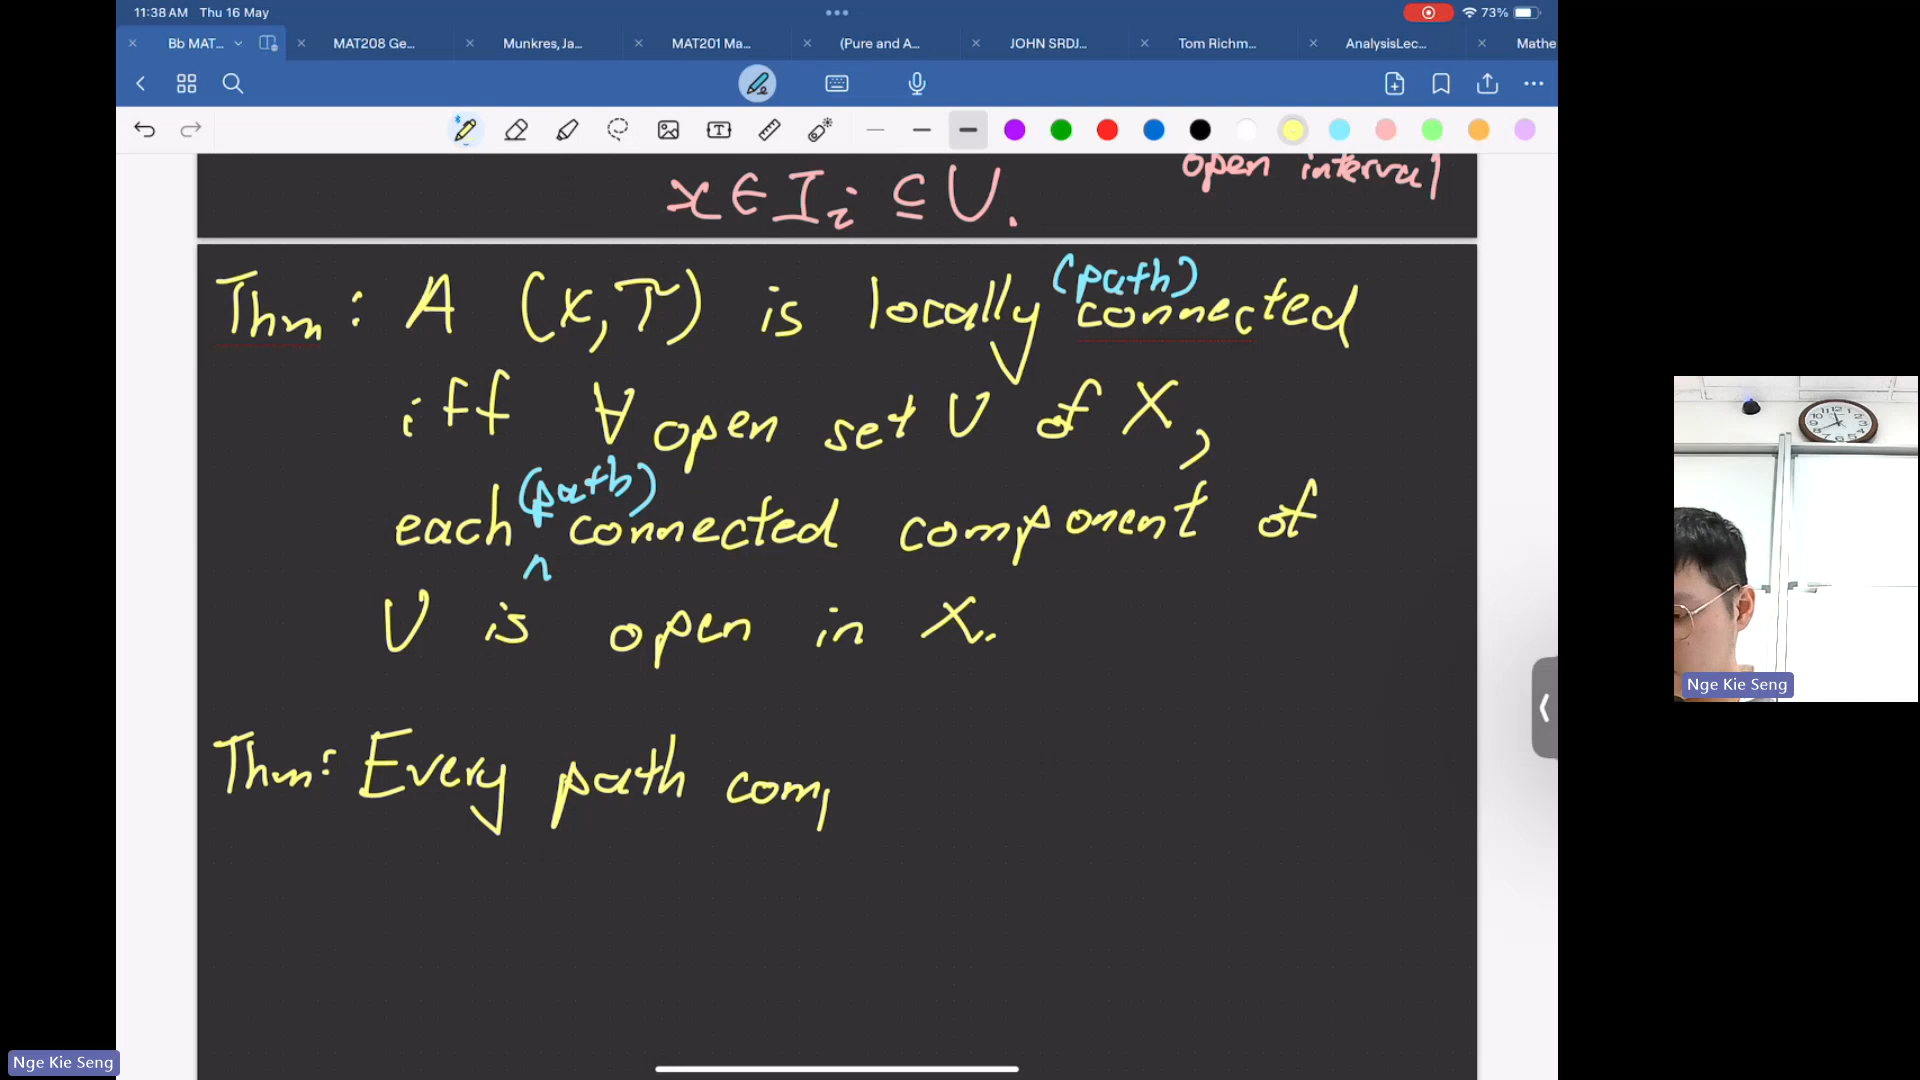 11:38 AM Thu 16 May
73%
Bb MAT...
MAT208 Ge...
Munkres, Ja...
MAT201 Ma...
(Pure and A...
JOHN SRDJ...
Tom Richm...
AnalysisLec...
Mathe
open interval
x ∈ I_i ⊆ U.
Thm: A (X, T) is locally (path) connected
iff ∀ open set U of X,
each (path) connected component of
U is open in X.
Thm: Every path comp
Nge Kie Seng
Nge Kie Seng